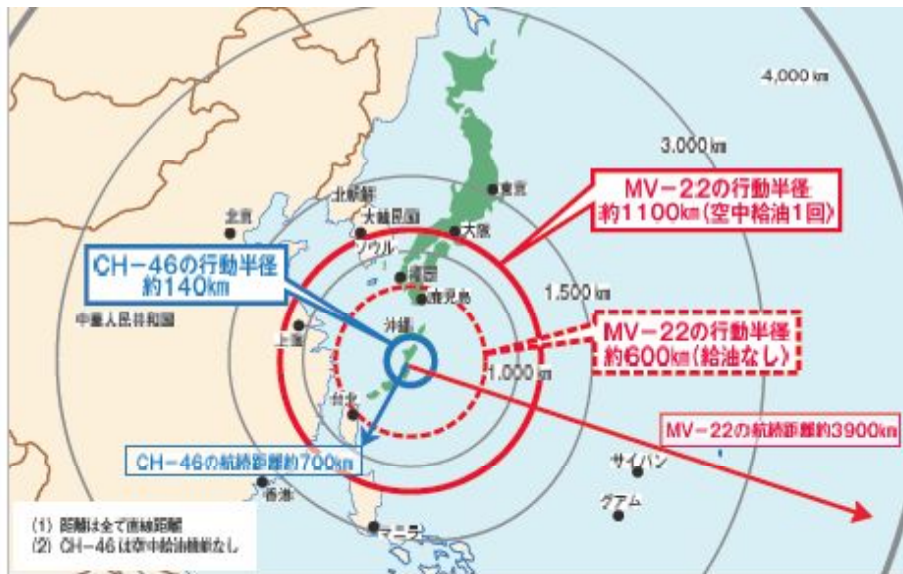 4,000km
3.000km
北朝鮮
東京
MV-22の行動半径
約1100km(空中給油1回)
北京
大韓民国
ソウル
大阪
CH-46の行動半径
約140km
福岡
鹿児島
1.500km
中華人民共和国
上海
沖縄
MV-22の行動半径
約600km(給油なし)
1.000km
台北
MV-22の航続距離約3900km
CH-46の航続距離約700km
サイパン
香港
グアム
マニラ
(1) 距離は全て直線距離
(2) CH-46は空中給油機能なし